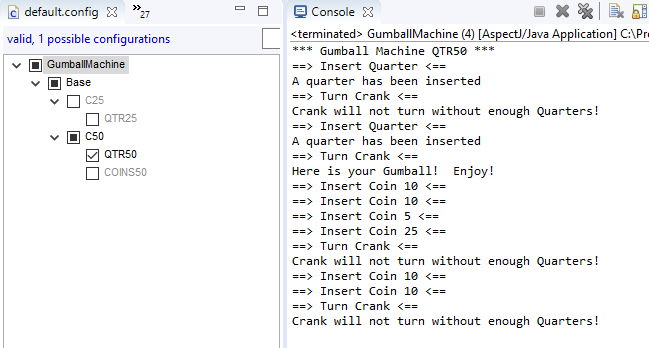 default.config
27
valid, 1 possible configurations
GumballMachine
Base
C25
QTR25
C50
QTR50
COINS50
Console
<terminated> GumballMachine (4) [AspectJ/Java Application] C:\Pro
*** Gumball Machine QTR50 ***
==> Insert Quarter <==
A quarter has been inserted
==> Turn Crank <==
Crank will not turn without enough Quarters!
==> Insert Quarter <==
A quarter has been inserted
==> Turn Crank <==
Here is your Gumball!  Enjoy!
==> Insert Coin 10 <==
==> Insert Coin 10 <==
==> Insert Coin 5 <==
==> Insert Coin 25 <==
==> Turn Crank <==
Crank will not turn without enough Quarters!
==> Insert Coin 10 <==
==> Insert Coin 10 <==
==> Turn Crank <==
Crank will not turn without enough Quarters!